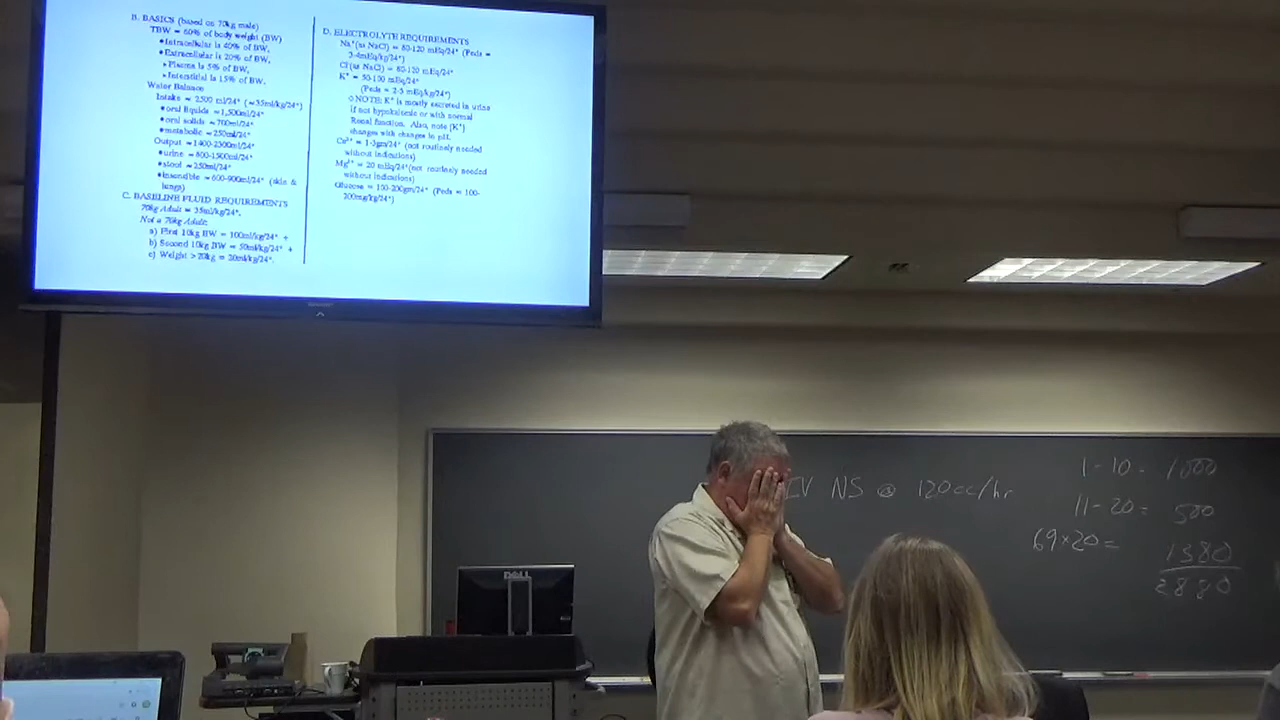 B. BASICS (based on 70kg male)
TBW = 60% of body weight (BW)
•Intracellular is 40% of BW,
•Extracellular is 20% of BW,
▸Plasma is 5% of BW,
▸Interstitial is 15% of BW.
Water Balance
Intake ≈ 2500 ml/24° (≈35ml/kg/24°)
•oral liquids ≈1,500ml/24°
•oral solids ≈700ml/24°
•metabolic ≈250ml/24°
Output ≈1400-2300ml/24°
•urine ≈800-1500ml/24°
•stool ≈250ml/24°
•insensible ≈600-900ml/24° (skin &
lungs)
C. BASELINE FLUID REQUIREMENTS
70kg Adult = 35ml/kg/24°.
Not a 70kg Adult:
a) First 10kg BW = 100ml/kg/24° +
b) Second 10kg BW = 50ml/kg/24° +
c) Weight >20kg = 20ml/kg/24°.
D. ELECTROLYTE REQUIREMENTS
Na⁺(as NaCl) = 80-120 mEq/24° (Peds =
3-4mEq/kg/24°)
Cl⁻(as NaCl) = 80-120 mEq/24°
K⁺ = 50-100 mEq/24°
(Peds = 2-3 mEq/kg/24°)
◊NOTE: K⁺ is mostly excreted in urine
if not hypokalemic or with normal
Renal function. Also, note [K⁺]
changes with changes in pH.
Ca²⁺ = 1-3gm/24° (not routinely needed
without indications)
Mg²⁺ = 20 mEq/24°(not routinely needed
without indications)
Glucose = 100-200gm/24° (Peds = 100-
200mg/kg/24°)
IV NS @ 120cc/hr
1-10 = 1000
11-20 = 500
69×20= 1380
2880
DELL